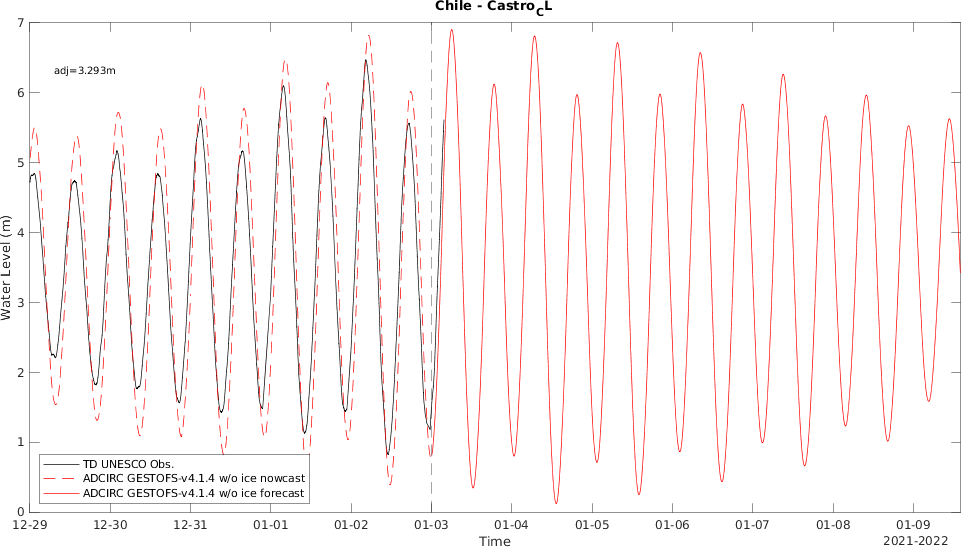 Chile - Castro_CL
adj=3.293m
Water Level (m)
7
6
5
4
3
2
1
0
TD UNESCO Obs.
ADCIRC GESTOFS-v4.1.4 w/o ice nowcast
ADCIRC GESTOFS-v4.1.4 w/o ice forecast
12-29 12-30 12-31 01-01 01-02 01-03 01-04 01-05 01-06 01-07 01-08 01-09
Time
2021-2022